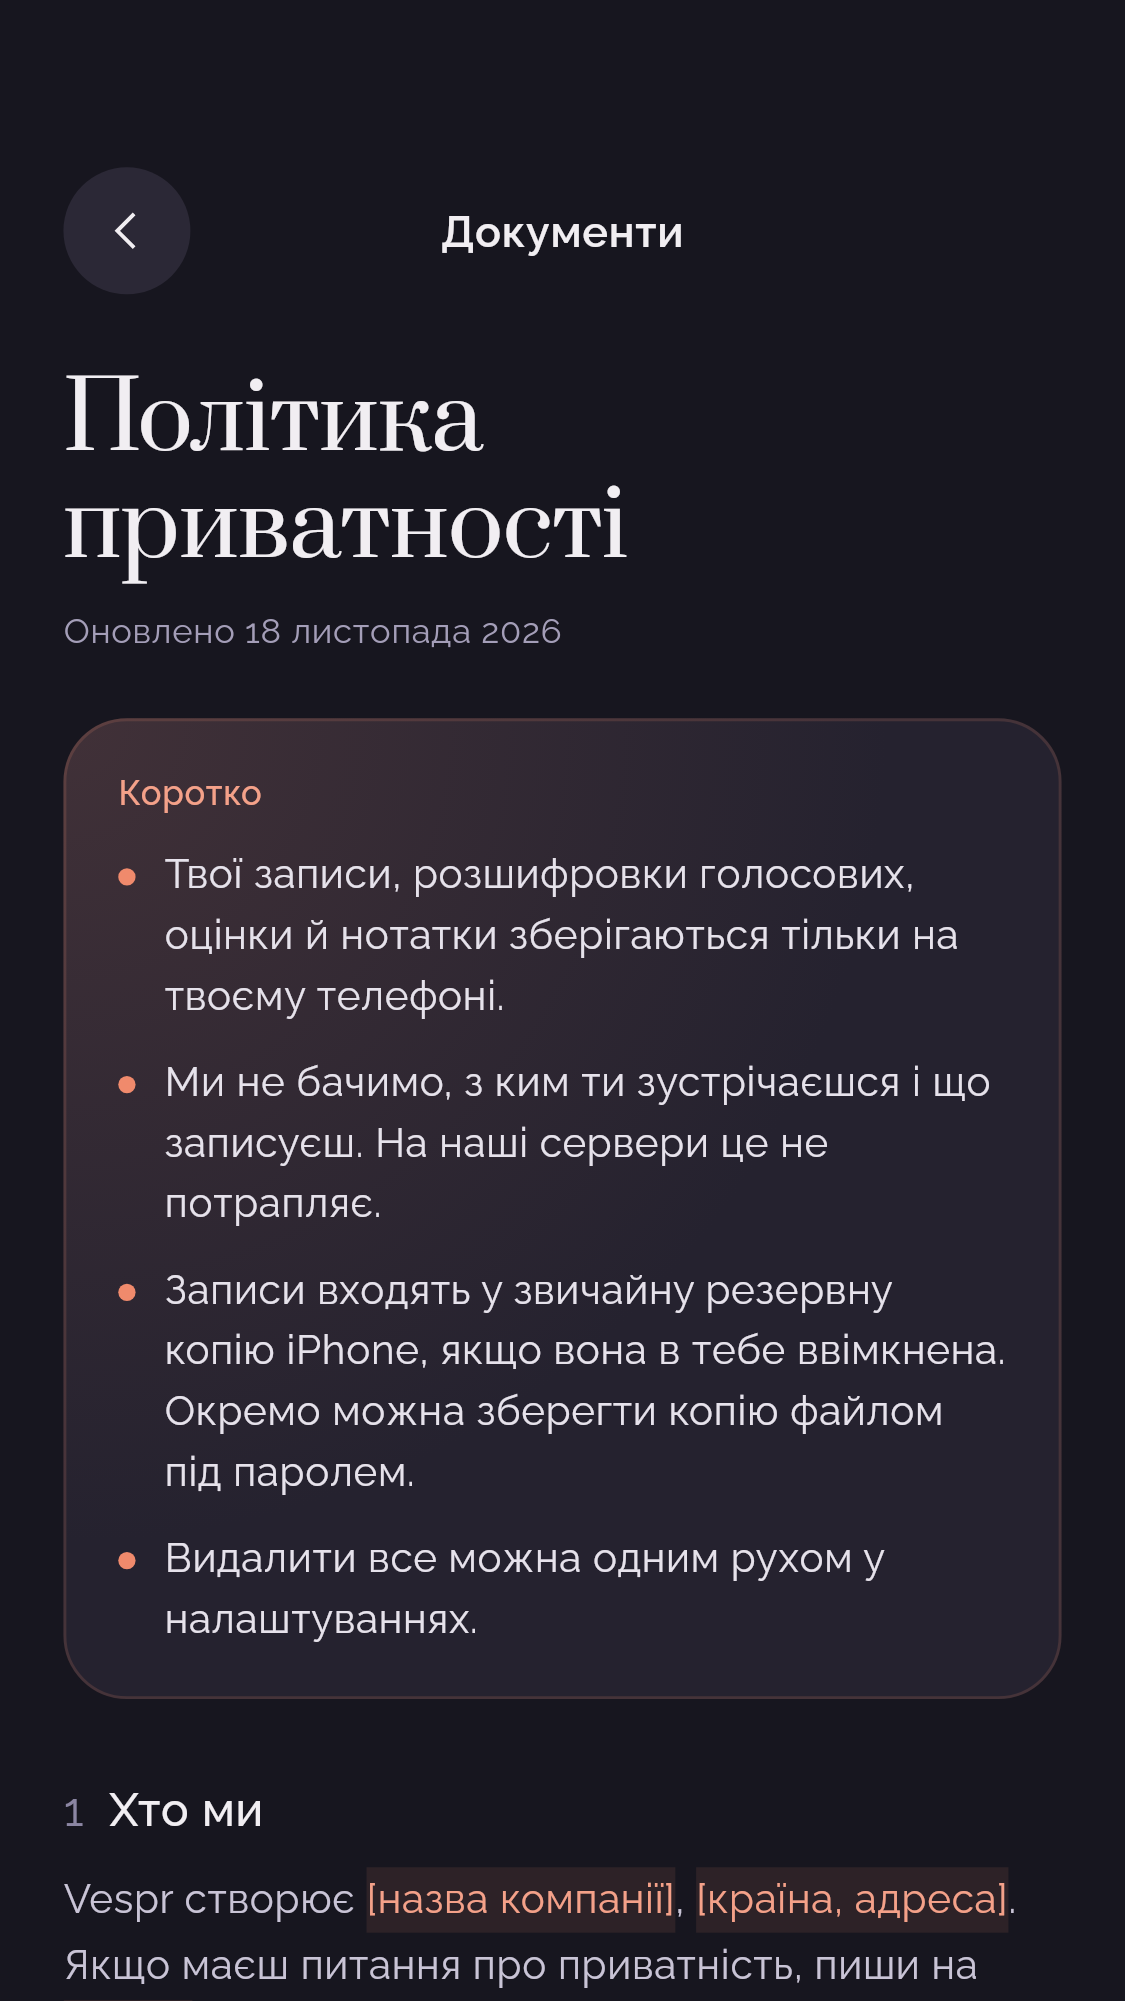 Документи
Політика
приватності
Оновлено 18 листопада 2026
Коротко
Твої записи, розшифровки голосових,
оцінки й нотатки зберігаються тільки на
твоєму телефоні.
Ми не бачимо, з ким ти зустрічаєшся і що
записуєш. На наші сервери це не
потрапляє.
Записи входять у звичайну резервну
копію iPhone, якщо вона в тебе ввімкнена.
Окремо можна зберегти копію файлом
під паролем.
Видалити все можна одним рухом у
налаштуваннях.
1 Хто ми
Vespr створює [назва компанії], [країна, адреса].
Якщо маєш питання про приватність, пиши на